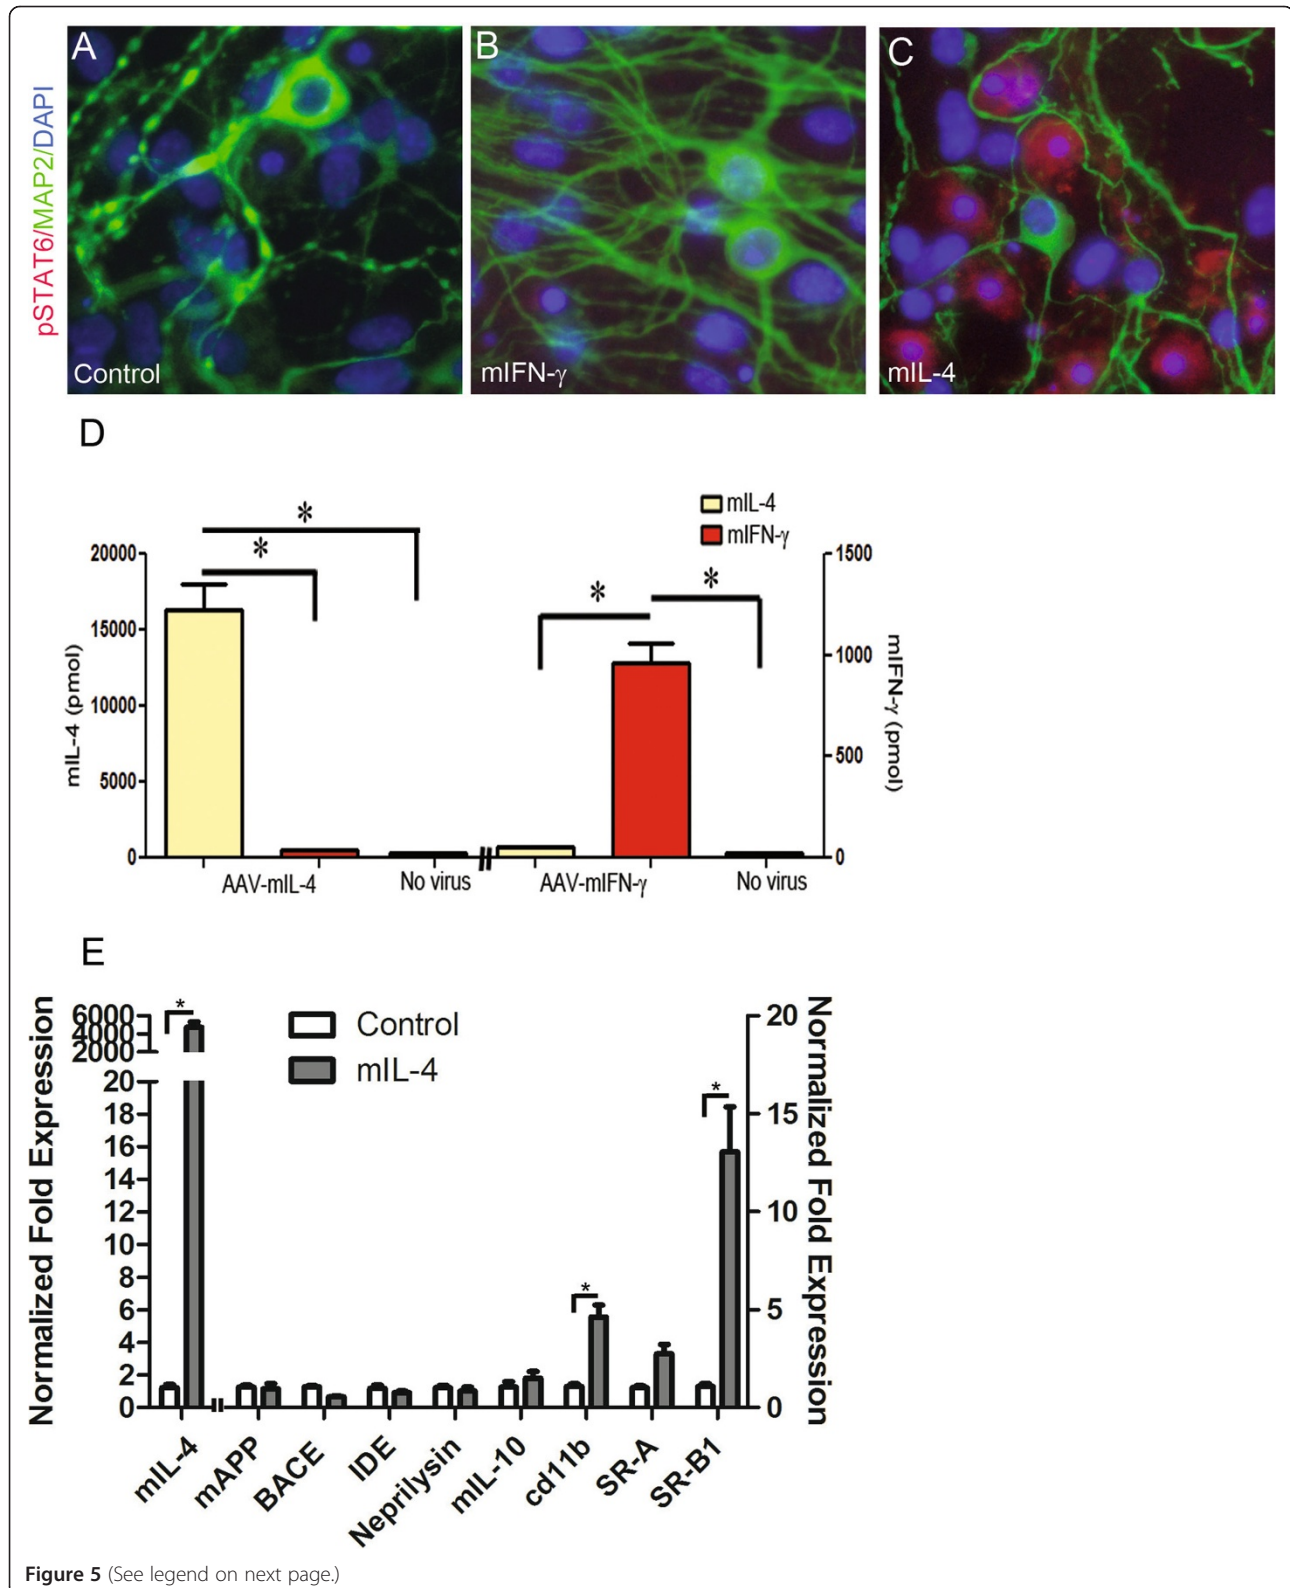 pSTAT6/MAP2/DAPI
A
Control
B
mIFN-γ
C
mIL-4
D
mIL-4
mIFN-γ
*
*
*
*
mIL-4 (pmol)
20000
15000
10000
5000
0
mIFN-γ (pmol)
1500
1000
500
0
AAV-mIL-4
No virus
AAV-mIFN-γ
No virus
E
Control
mIL-4
Normalized Fold Expression
6000
4000
2000
20
18
16
14
12
10
8
6
4
2
0
*
*
*
Normalized Fold Expression
20
15
10
5
0
mIL-4
mAPP
BACE
IDE
Neprilysin
mIL-10
cd11b
SR-A
SR-B1
Figure 5 (See legend on next page.)